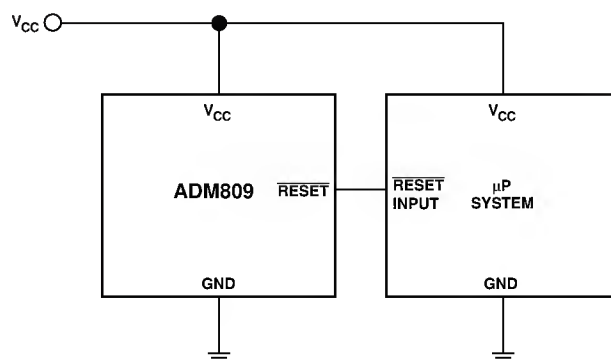 VCC
VCC
ADM809
RESET
GND
VCC
RESET
INPUT
µP
SYSTEM
GND